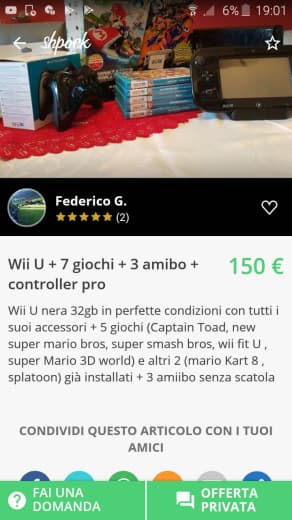 6% 19:01
shpock
Federico G.
(2)
Wii U + 7 giochi + 3 amibo +
controller pro
150 €
Wii U nera 32gb in perfette condizioni con tutti i
suoi accessori + 5 giochi (Captain Toad, new
super mario bros, super smash bros, wii fit U ,
super Mario 3D world) e altri 2 (mario Kart 8 ,
splatoon) già installati + 3 amiibo senza scatola
CONDIVIDI QUESTO ARTICOLO CON I TUOI
AMICI
FAI UNA
DOMANDA
OFFERTA
PRIVATA